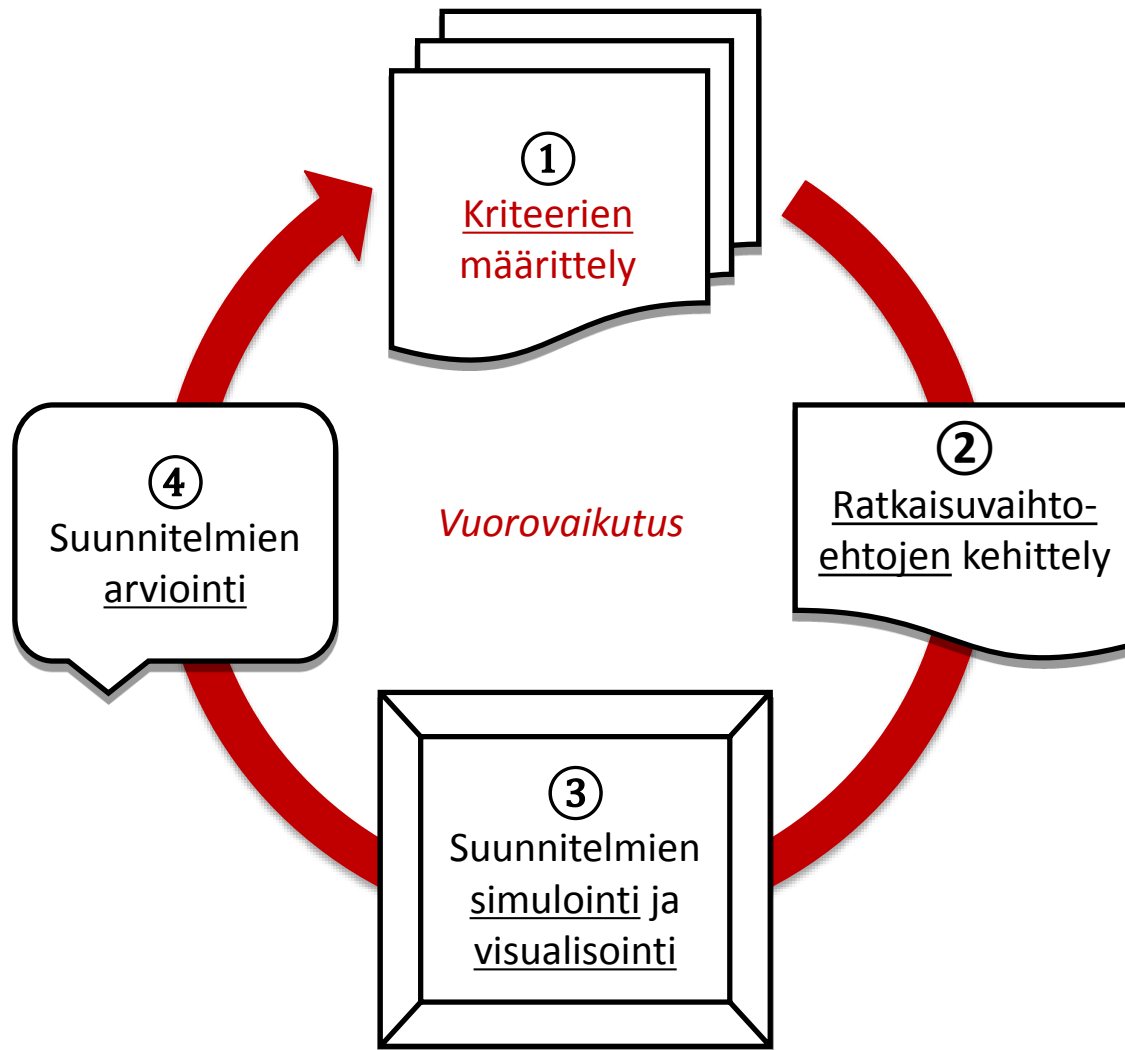 ①
Kriteerien
määrittely
②
Ratkaisuvaihto-
ehtojen kehittely
③
Suunnitelmien
simulointi ja
visualisointi
④
Suunnitelmien
arviointi
Vuorovaikutus